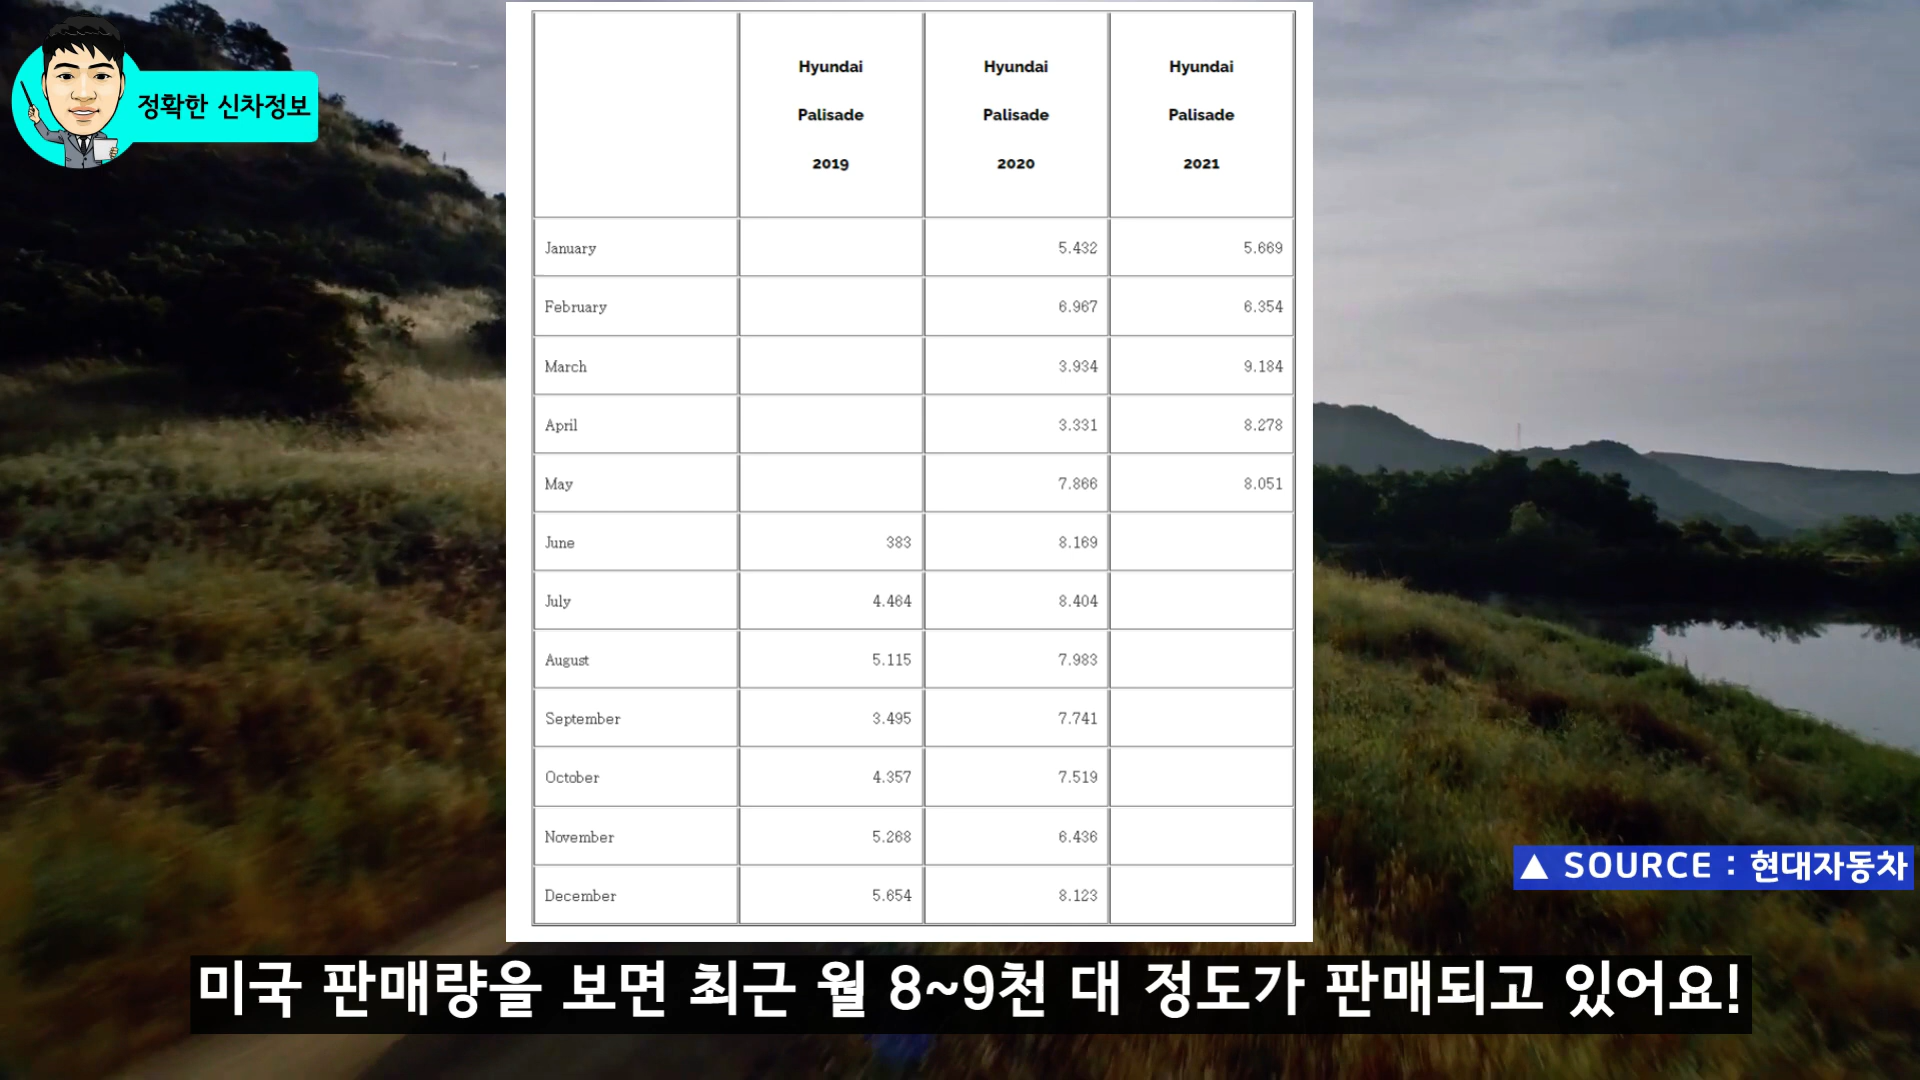 정확한 신차정보
Hyundai Hyundai Hyundai
Palisade Palisade Palisade
2019 2020 2021
January 5.432 5.669
February 6.967 6.354
March 3.934 9.184
April 3.331 8.278
May 7.866 8.051
June 383 8.169
July 4.464 8.404
August 5.115 7.983
September 3.495 7.741
October 4.357 7.519
November 5.268 6.436
December 5.654 8.123
▲ SOURCE : 현대자동차
미국 판매량을 보면 최근 월 8~9천 대 정도가 판매되고 있어요!